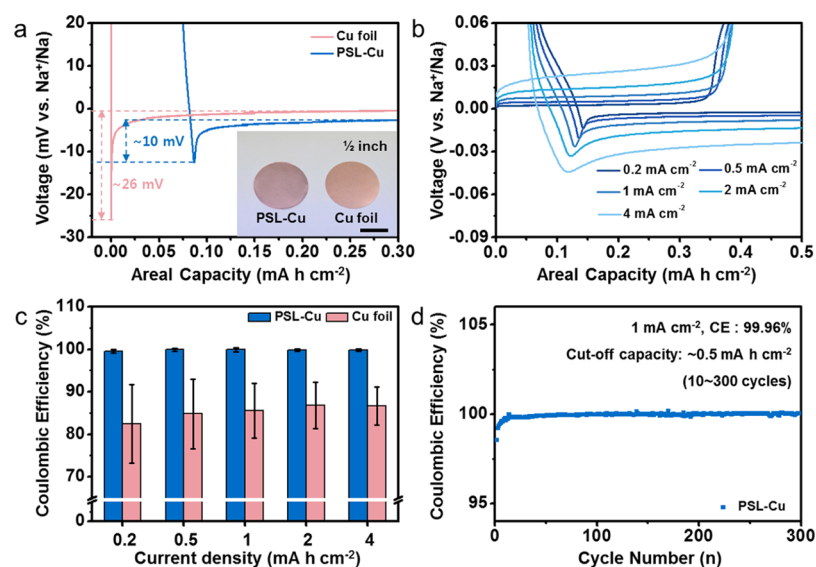 a
Voltage (mV vs. Na⁺/Na)
20
15
10
5
0
-5
-10
-15
-20
-25
-30
Cu foil
PSL-Cu
~10 mV
~26 mV
½ inch
PSL-Cu Cu foil
0.00 0.05 0.10 0.15 0.20 0.25 0.30
Areal Capacity (mA h cm⁻²)
b
Voltage (V vs. Na⁺/Na)
0.06
0.03
0.00
-0.03
-0.06
-0.09
0.2 mA cm⁻² 0.5 mA cm⁻²
1 mA cm⁻² 2 mA cm⁻²
4 mA cm⁻²
0.0 0.1 0.2 0.3 0.4 0.5
Areal Capacity (mA h cm⁻²)
c
Coulombic Efficiency (%)
110
100
90
80
70
0
PSL-Cu Cu foil
0.2 0.5 1 2 4
Current density (mA h cm⁻²)
d
Coulombic Efficiency (%)
105
100
95
1 mA cm⁻², CE : 99.96%
Cut-off capacity: ~0.5 mA h cm⁻²
(10~300 cycles)
PSL-Cu
0 100 200 300
Cycle Number (n)